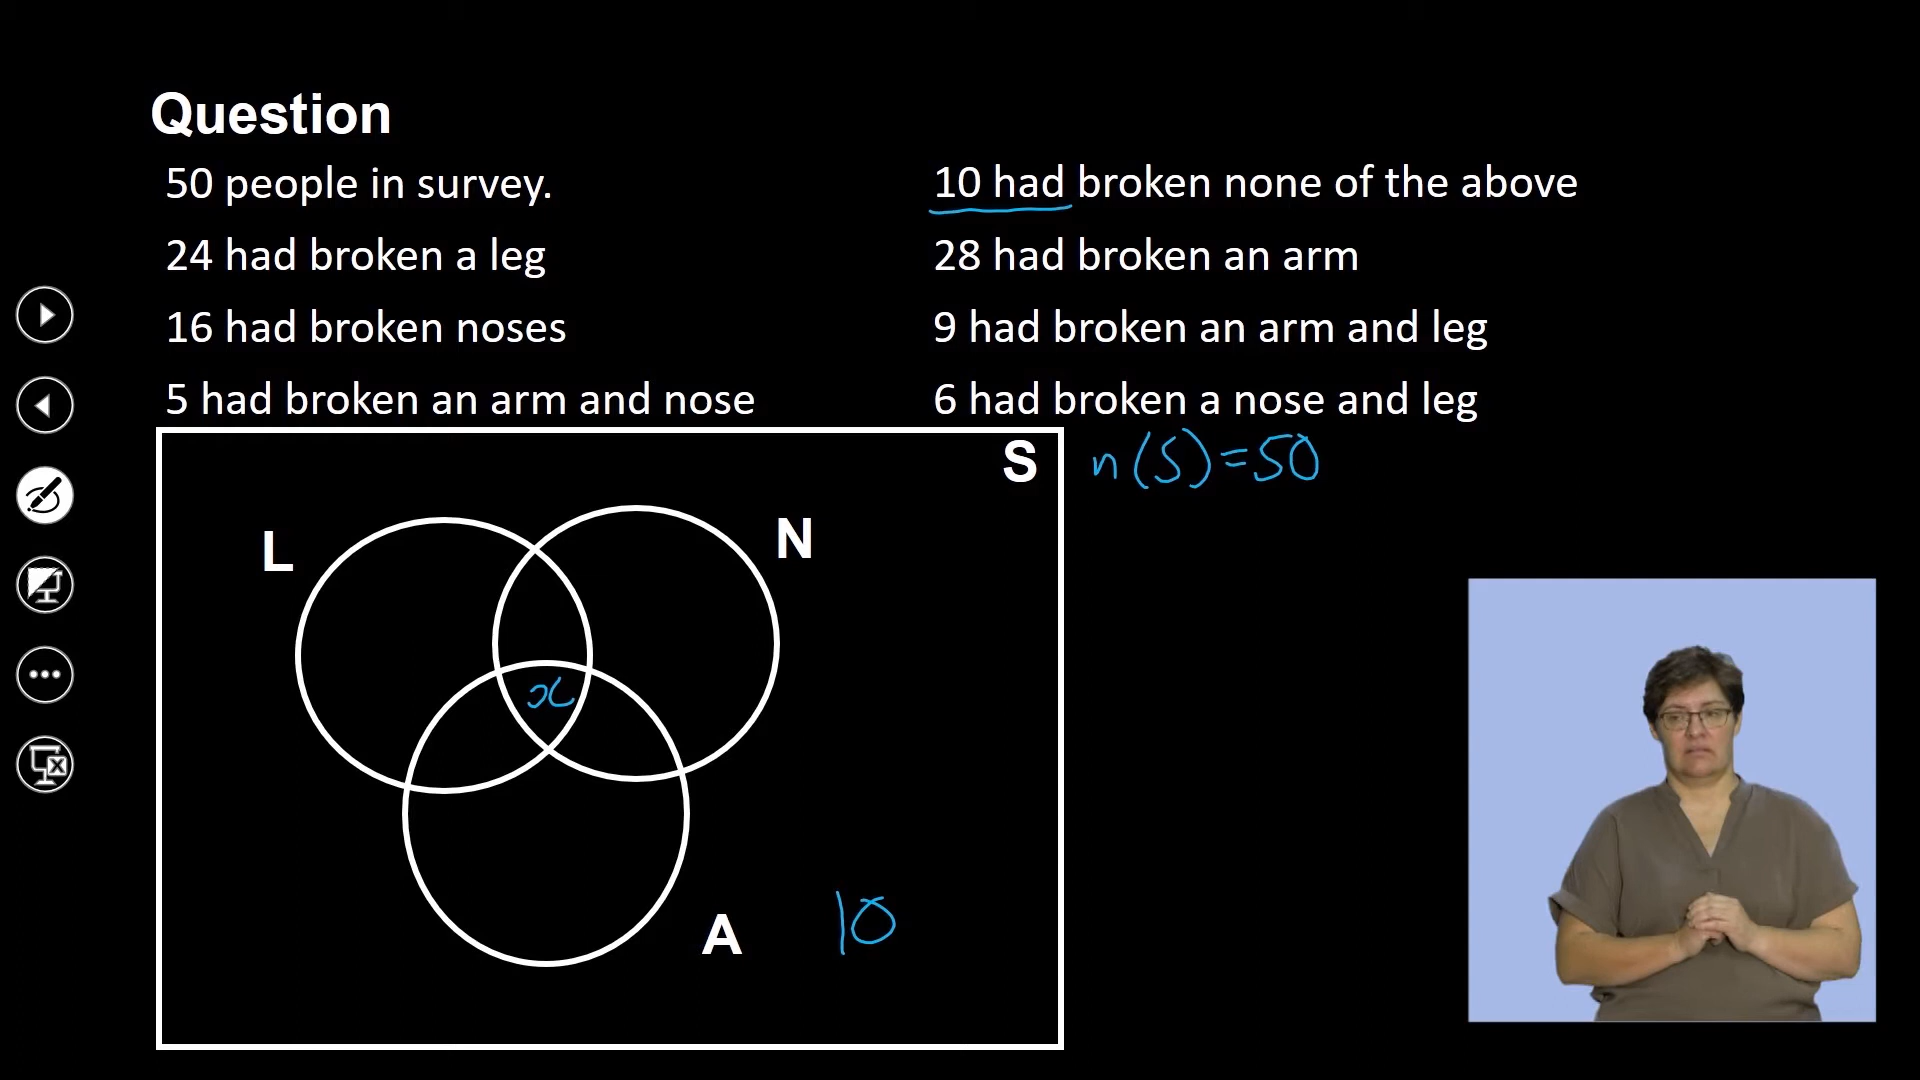 Question
50 people in survey.
24 had broken a leg
16 had broken noses
5 had broken an arm and nose
10 had broken none of the above
28 had broken an arm
9 had broken an arm and leg
6 had broken a nose and leg
S
n(S)=50
L
N
x
A
10